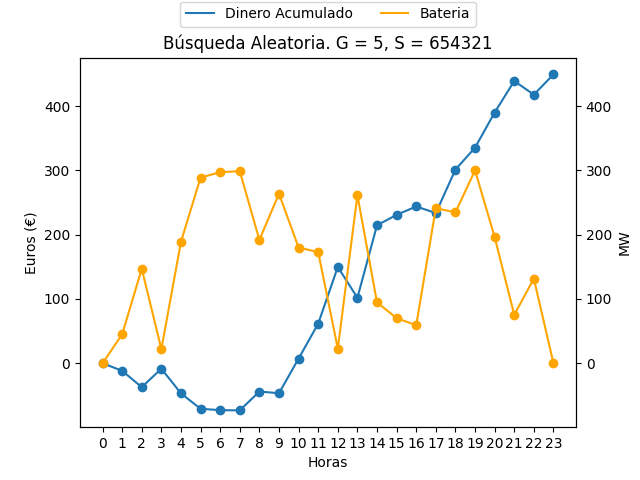 Dinero Acumulado Bateria
Búsqueda Aleatoria. G = 5, S = 654321
400 400
300 300
200 200
100 100
0 0
Euros (€)
MW
0 1 2 3 4 5 6 7 8 9 10 11 12 13 14 15 16 17 18 19 20 21 22 23
Horas